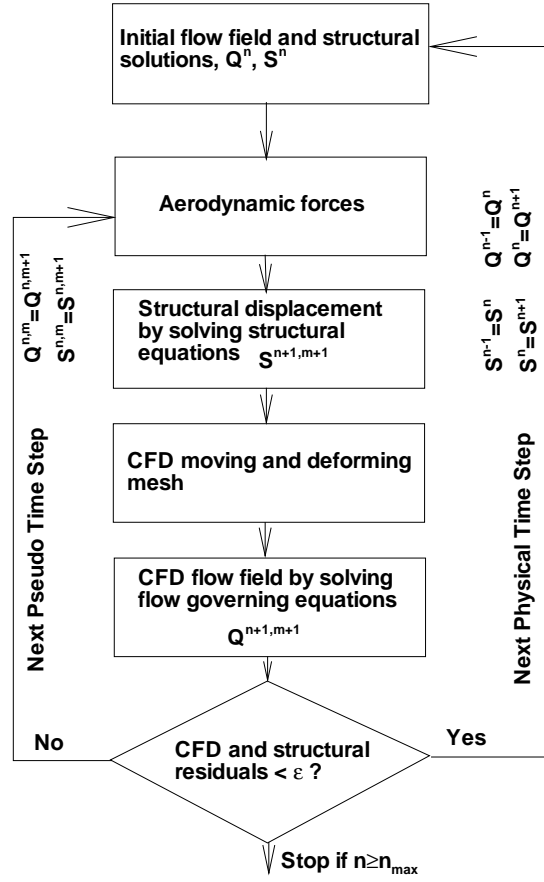 Initial flow field and structural
solutions, Qⁿ, Sⁿ
Aerodynamic forces
Structural displacement
by solving structural
equations Sⁿ⁺¹,ᵐ⁺¹
CFD moving and deforming
mesh
CFD flow field by solving
flow governing equations
Qⁿ⁺¹,ᵐ⁺¹
CFD and structural
residuals < ε ?
No
Yes
Stop if n≥nmax
Next Pseudo Time Step
Qⁿ,ᵐ=Qⁿ,ᵐ⁺¹
Sⁿ,ᵐ=Sⁿ,ᵐ⁺¹
Next Physical Time Step
Sⁿ⁻¹=Sⁿ
Sⁿ=Sⁿ⁺¹
Qⁿ⁻¹=Qⁿ
Qⁿ=Qⁿ⁺¹